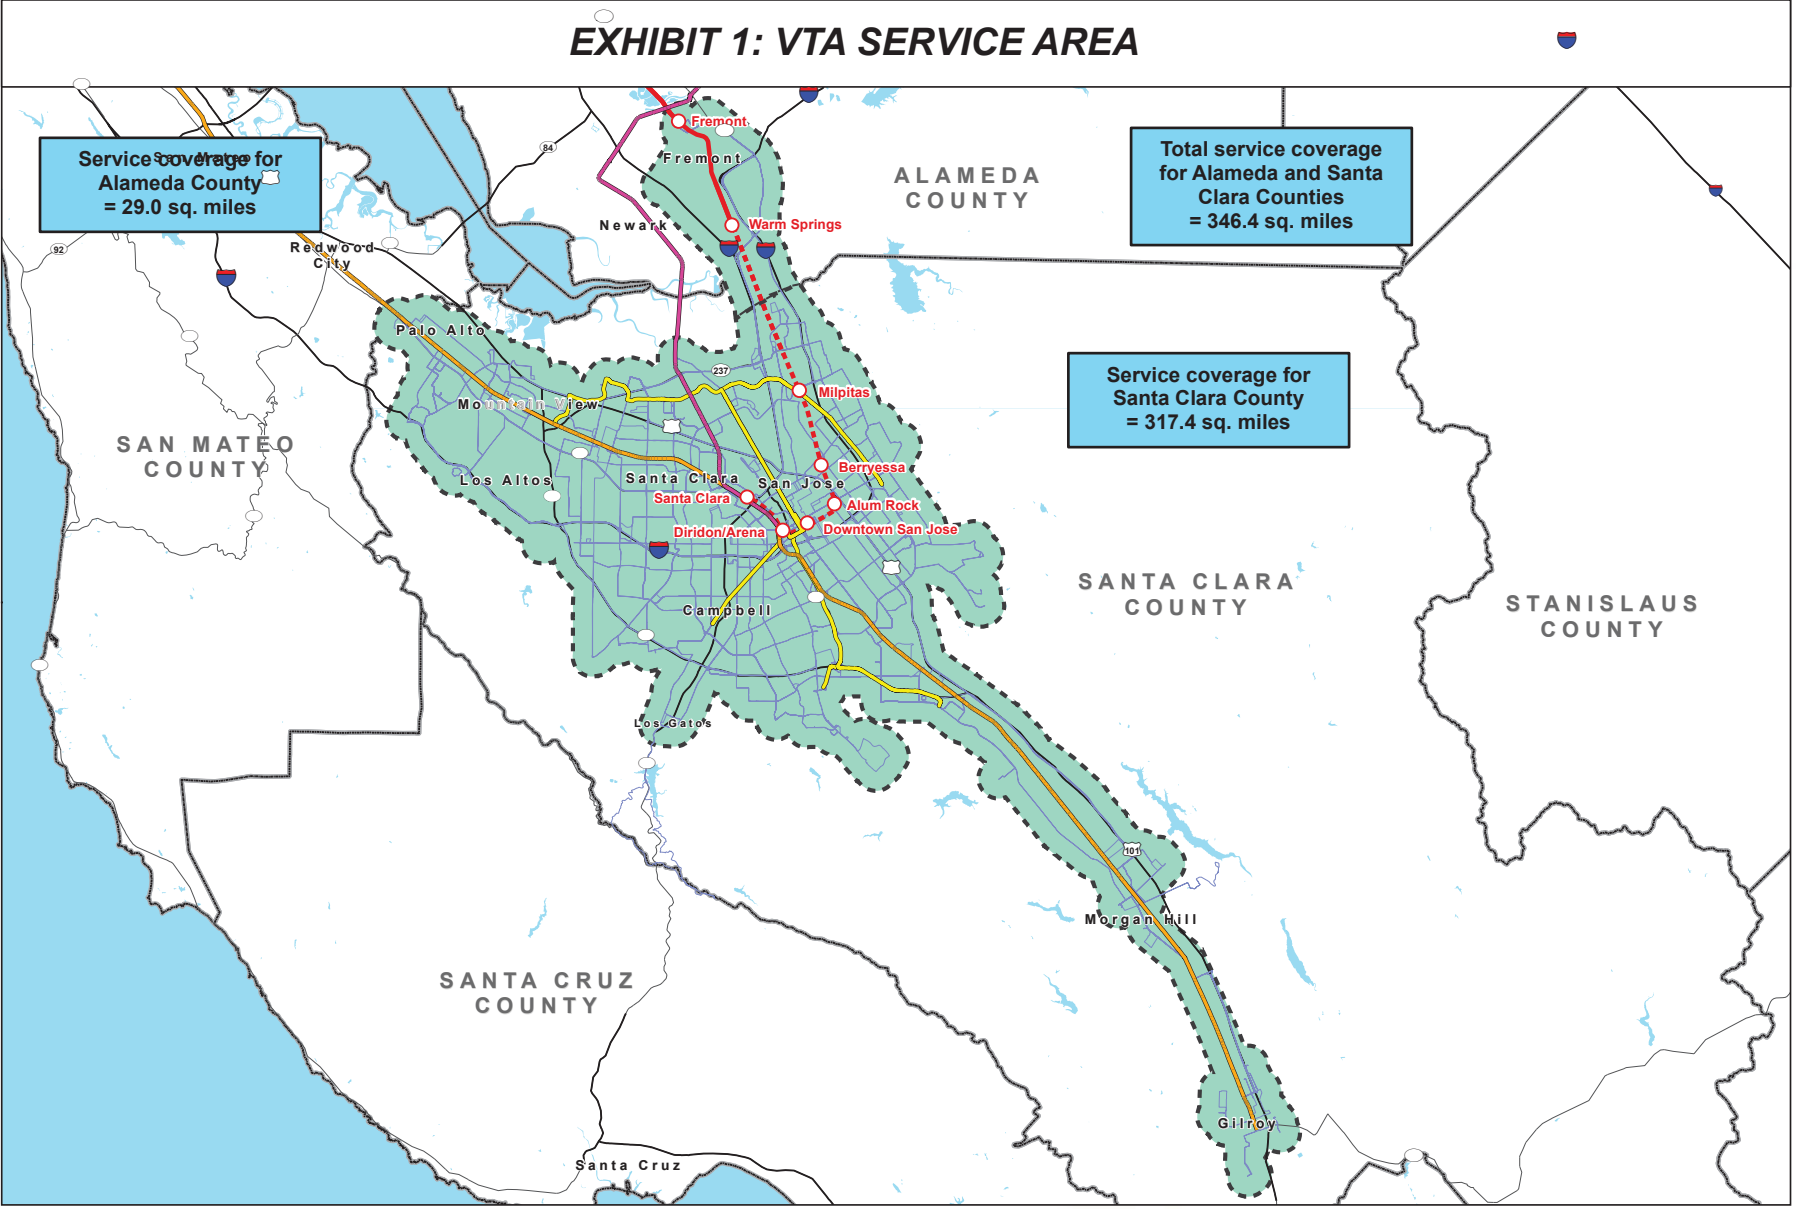 EXHIBIT 1: VTA SERVICE AREA
Service coverage for
Alameda County
= 29.0 sq. miles
San Mateo
Total service coverage
for Alameda and Santa
Clara Counties
= 346.4 sq. miles
Service coverage for
Santa Clara County
= 317.4 sq. miles
Fremont
Fremont
84
ALAMEDA
COUNTY
Newark
Warm Springs
92
Redwood
City
Palo Alto
237
Milpitas
Mountain View
SAN MATEO
COUNTY
Los Altos
Santa Clara
San Jose
Berryessa
Santa Clara
Alum Rock
Diridon/Arena
Downtown San Jose
SANTA CLARA
COUNTY
STANISLAUS
COUNTY
Campbell
Los Gatos
101
Morgan Hill
SANTA CRUZ
COUNTY
Gilroy
Santa Cruz